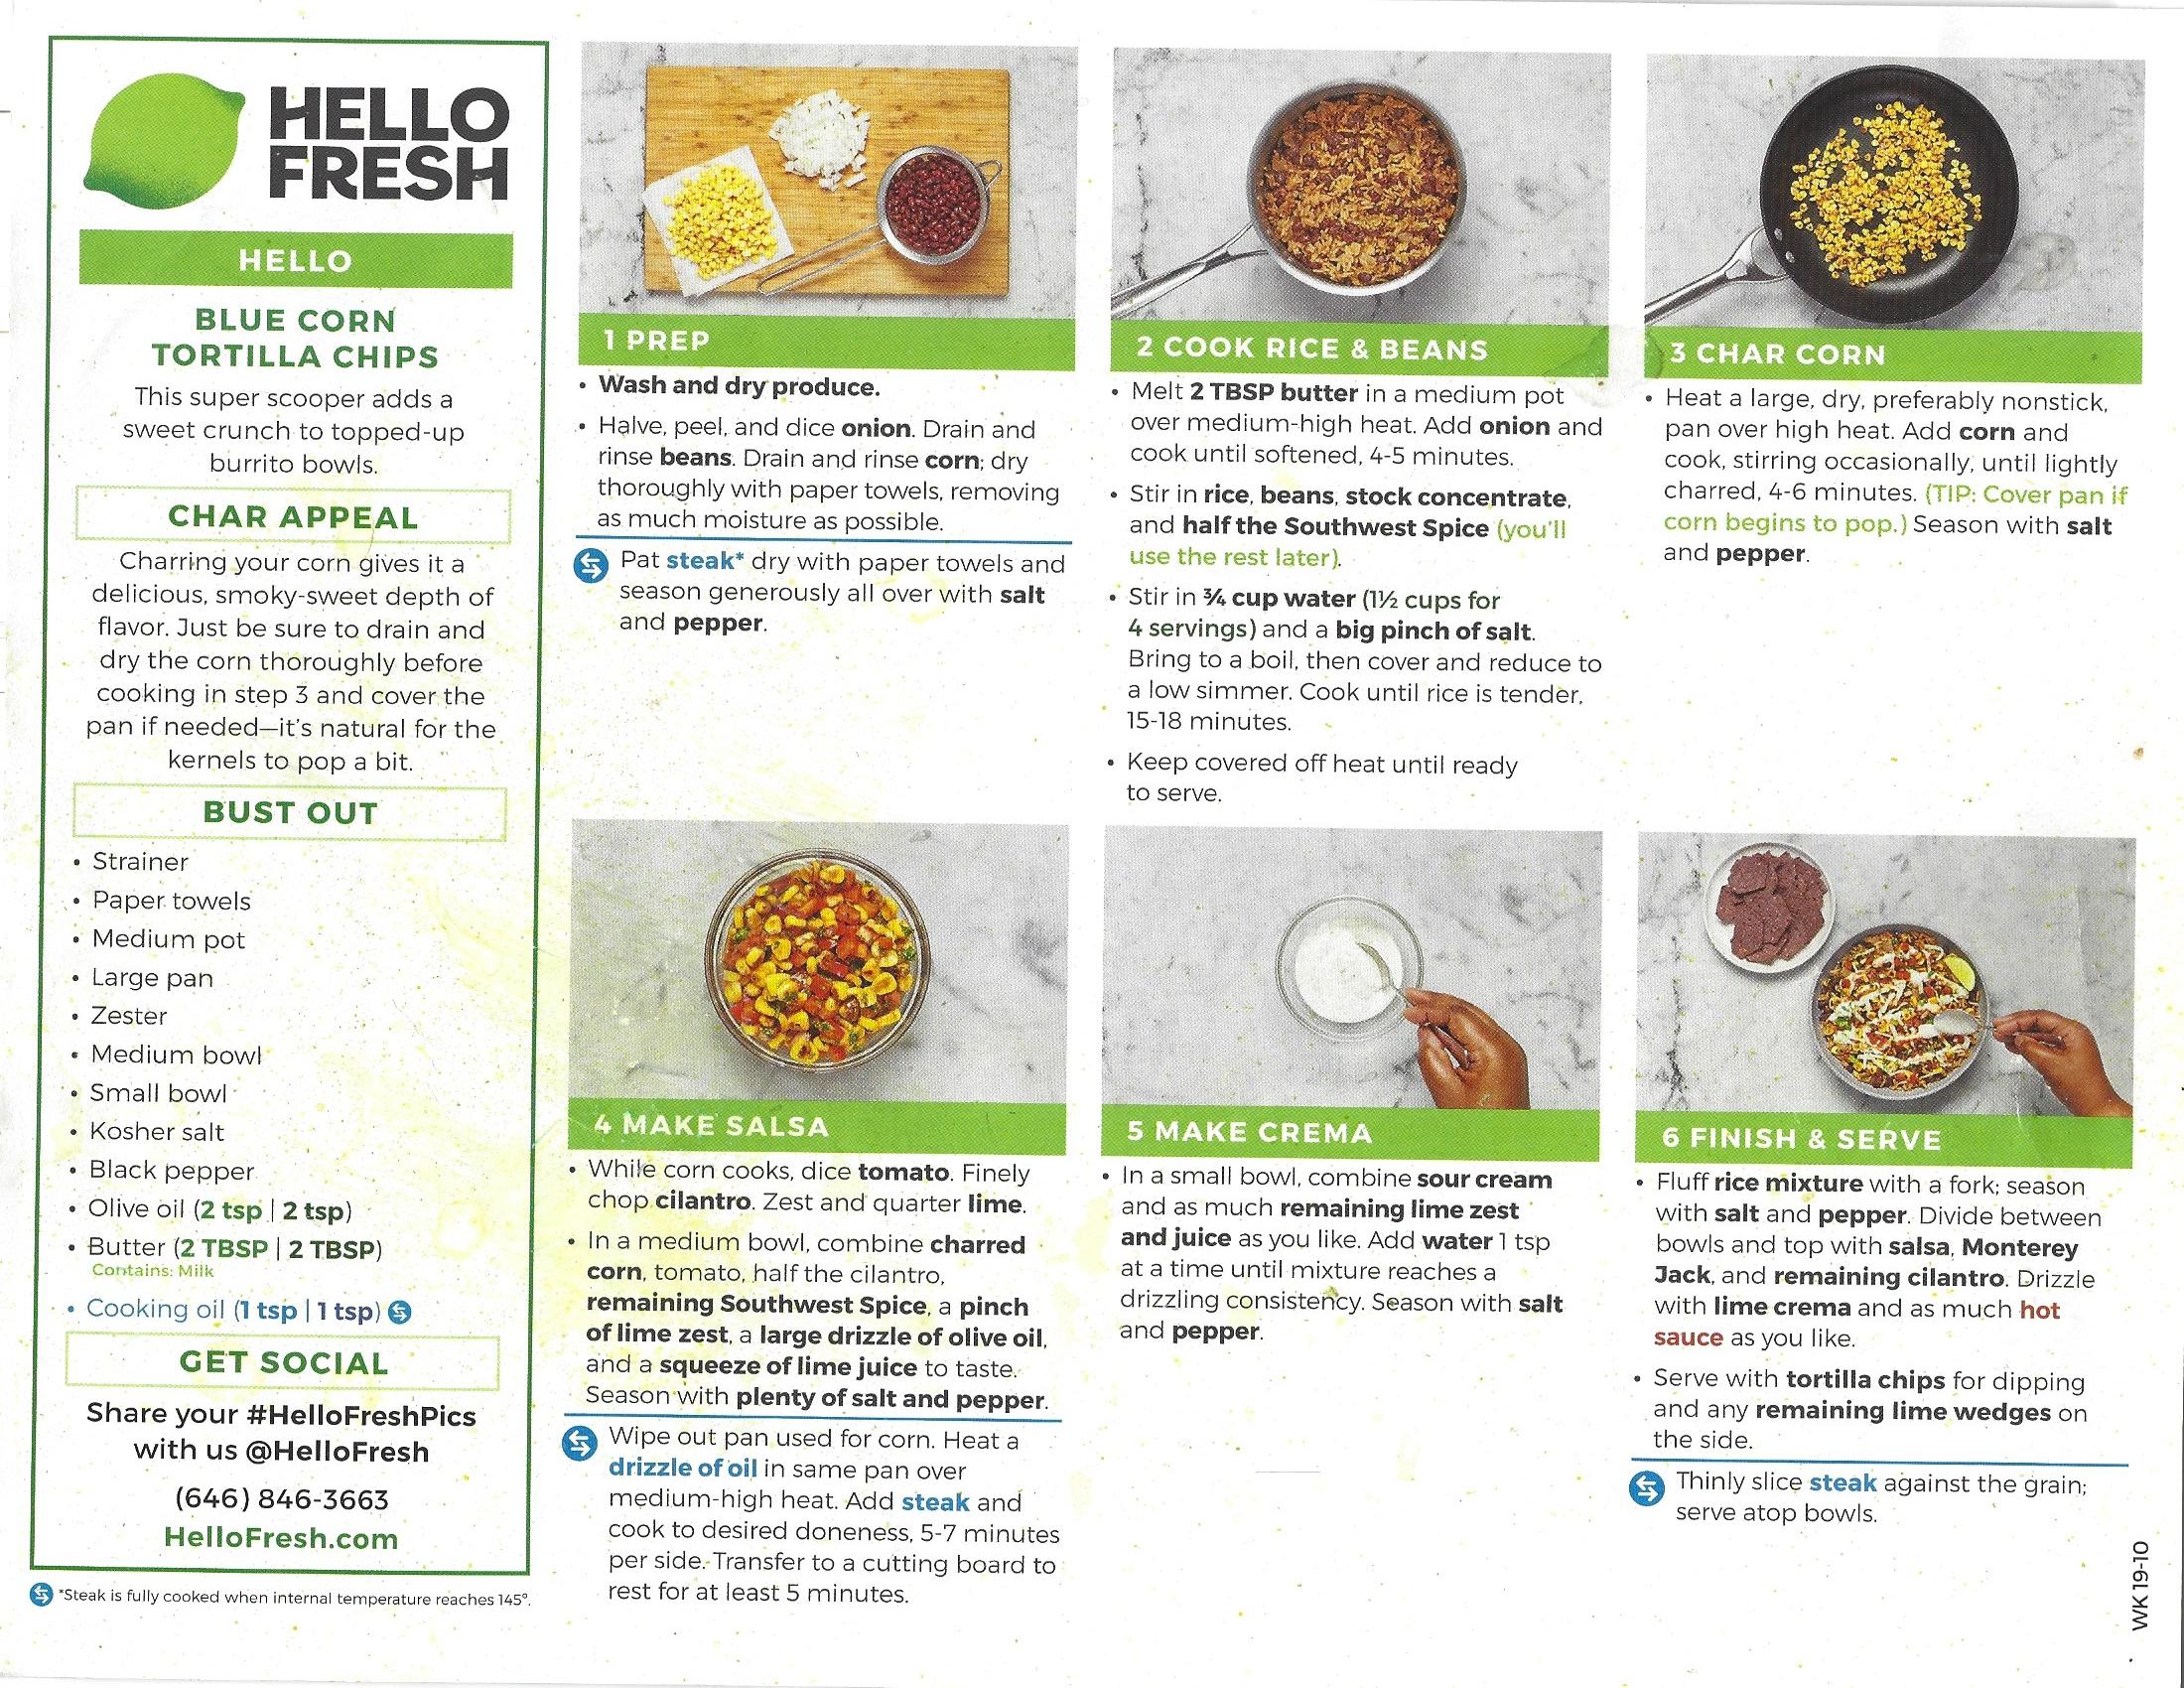 HELLO
FRESH
HELLO
BLUE CORN
TORTILLA CHIPS
This super scooper adds a
sweet crunch to topped-up
burrito bowls.
CHAR APPEAL
Charring your corn gives it a
delicious, smoky-sweet depth of
flavor. Just be sure to drain and
dry the corn thoroughly before
cooking in step 3 and cover the
pan if needed—it's natural for the
kernels to pop a bit.
BUST OUT
• Strainer
• Paper towels
• Medium pot
• Large pan
• Zester
• Medium bowl
• Small bowl
• Kosher salt
• Black pepper
• Olive oil (2 tsp | 2 tsp)
• Butter (2 TBSP | 2 TBSP)
Contains: Milk
• Cooking oil (1 tsp | 1 tsp)
GET SOCIAL
Share your #HelloFreshPics
with us @HelloFresh
(646) 846-3663
HelloFresh.com
*Steak is fully cooked when internal temperature reaches 145°.
1 PREP
• Wash and dry produce.
• Halve, peel, and dice onion. Drain and
rinse beans. Drain and rinse corn; dry
thoroughly with paper towels, removing
as much moisture as possible.
Pat steak* dry with paper towels and
season generously all over with salt
and pepper.
2 COOK RICE & BEANS
• Melt 2 TBSP butter in a medium pot
over medium-high heat. Add onion and
cook until softened, 4-5 minutes.
• Stir in rice, beans, stock concentrate,
and half the Southwest Spice (you'll
use the rest later).
• Stir in ¾ cup water (1½ cups for
4 servings) and a big pinch of salt.
Bring to a boil, then cover and reduce to
a low simmer. Cook until rice is tender,
15-18 minutes.
• Keep covered off heat until ready
to serve.
3 CHAR CORN
• Heat a large, dry, preferably nonstick,
pan over high heat. Add corn and
cook, stirring occasionally, until lightly
charred, 4-6 minutes. (TIP: Cover pan if
corn begins to pop.) Season with salt
and pepper.
4 MAKE SALSA
• While corn cooks, dice tomato. Finely
chop cilantro. Zest and quarter lime.
• In a medium bowl, combine charred
corn, tomato, half the cilantro,
remaining Southwest Spice, a pinch
of lime zest, a large drizzle of olive oil,
and a squeeze of lime juice to taste.
Season with plenty of salt and pepper.
Wipe out pan used for corn. Heat a
drizzle of oil in same pan over
medium-high heat. Add steak and
cook to desired doneness, 5-7 minutes
per side. Transfer to a cutting board to
rest for at least 5 minutes.
5 MAKE CREMA
• In a small bowl, combine sour cream
and as much remaining lime zest
and juice as you like. Add water 1 tsp
at a time until mixture reaches a
drizzling consistency. Season with salt
and pepper.
6 FINISH & SERVE
• Fluff rice mixture with a fork; season
with salt and pepper. Divide between
bowls and top with salsa, Monterey
Jack, and remaining cilantro. Drizzle
with lime crema and as much hot
sauce as you like.
• Serve with tortilla chips for dipping
and any remaining lime wedges on
the side.
Thinly slice steak against the grain;
serve atop bowls.
WK 19-10